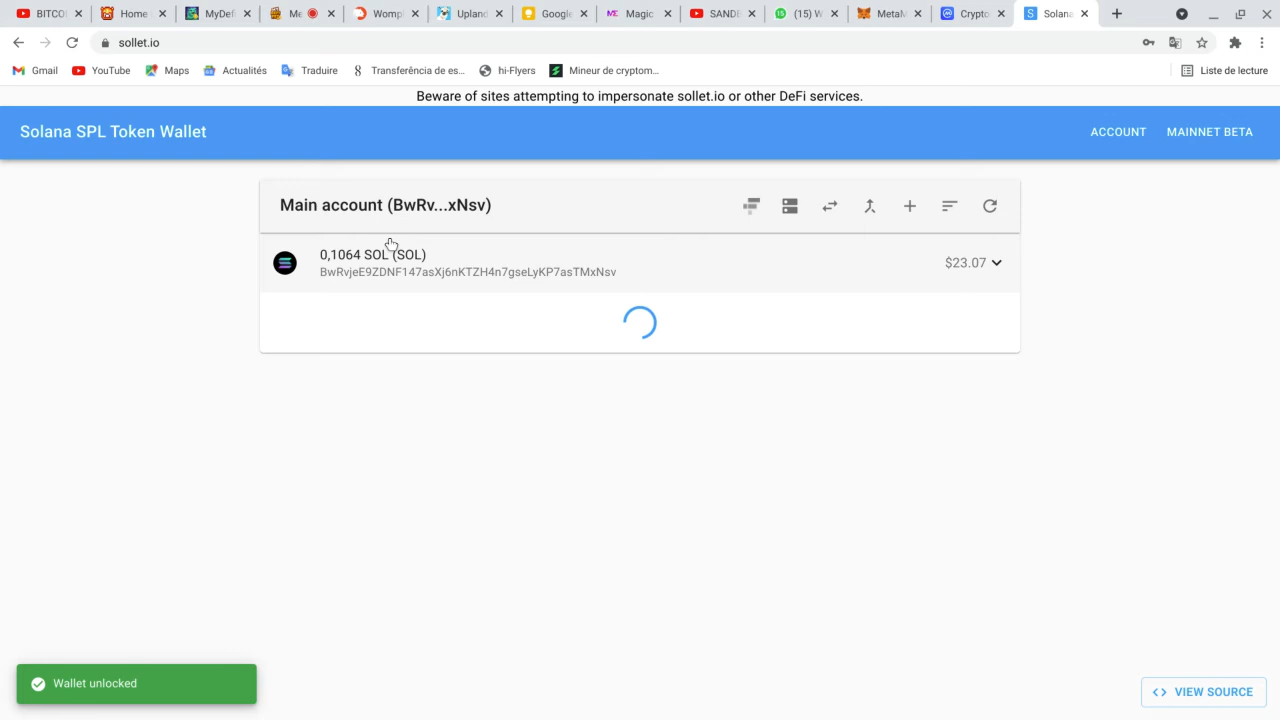 BITCOI
Home
MyDef
Me
Womp
Upland
Google
Magic
SANDB
(15) W
MetaM
Crypto
Solana
sollet.io
Gmail
YouTube
Maps
Actualités
Traduire
Transferência de es...
hi-Flyers
Mineur de cryptom...
Liste de lecture
Beware of sites attempting to impersonate sollet.io or other DeFi services.
Solana SPL Token Wallet
ACCOUNT
MAINNET BETA
Main account (BwRv...xNsv)
0,1064 SOL (SOL)
BwRvjeE9ZDNF147asXj6nKTZH4n7gseLyKP7asTMxNsv
$23.07
Wallet unlocked
VIEW SOURCE